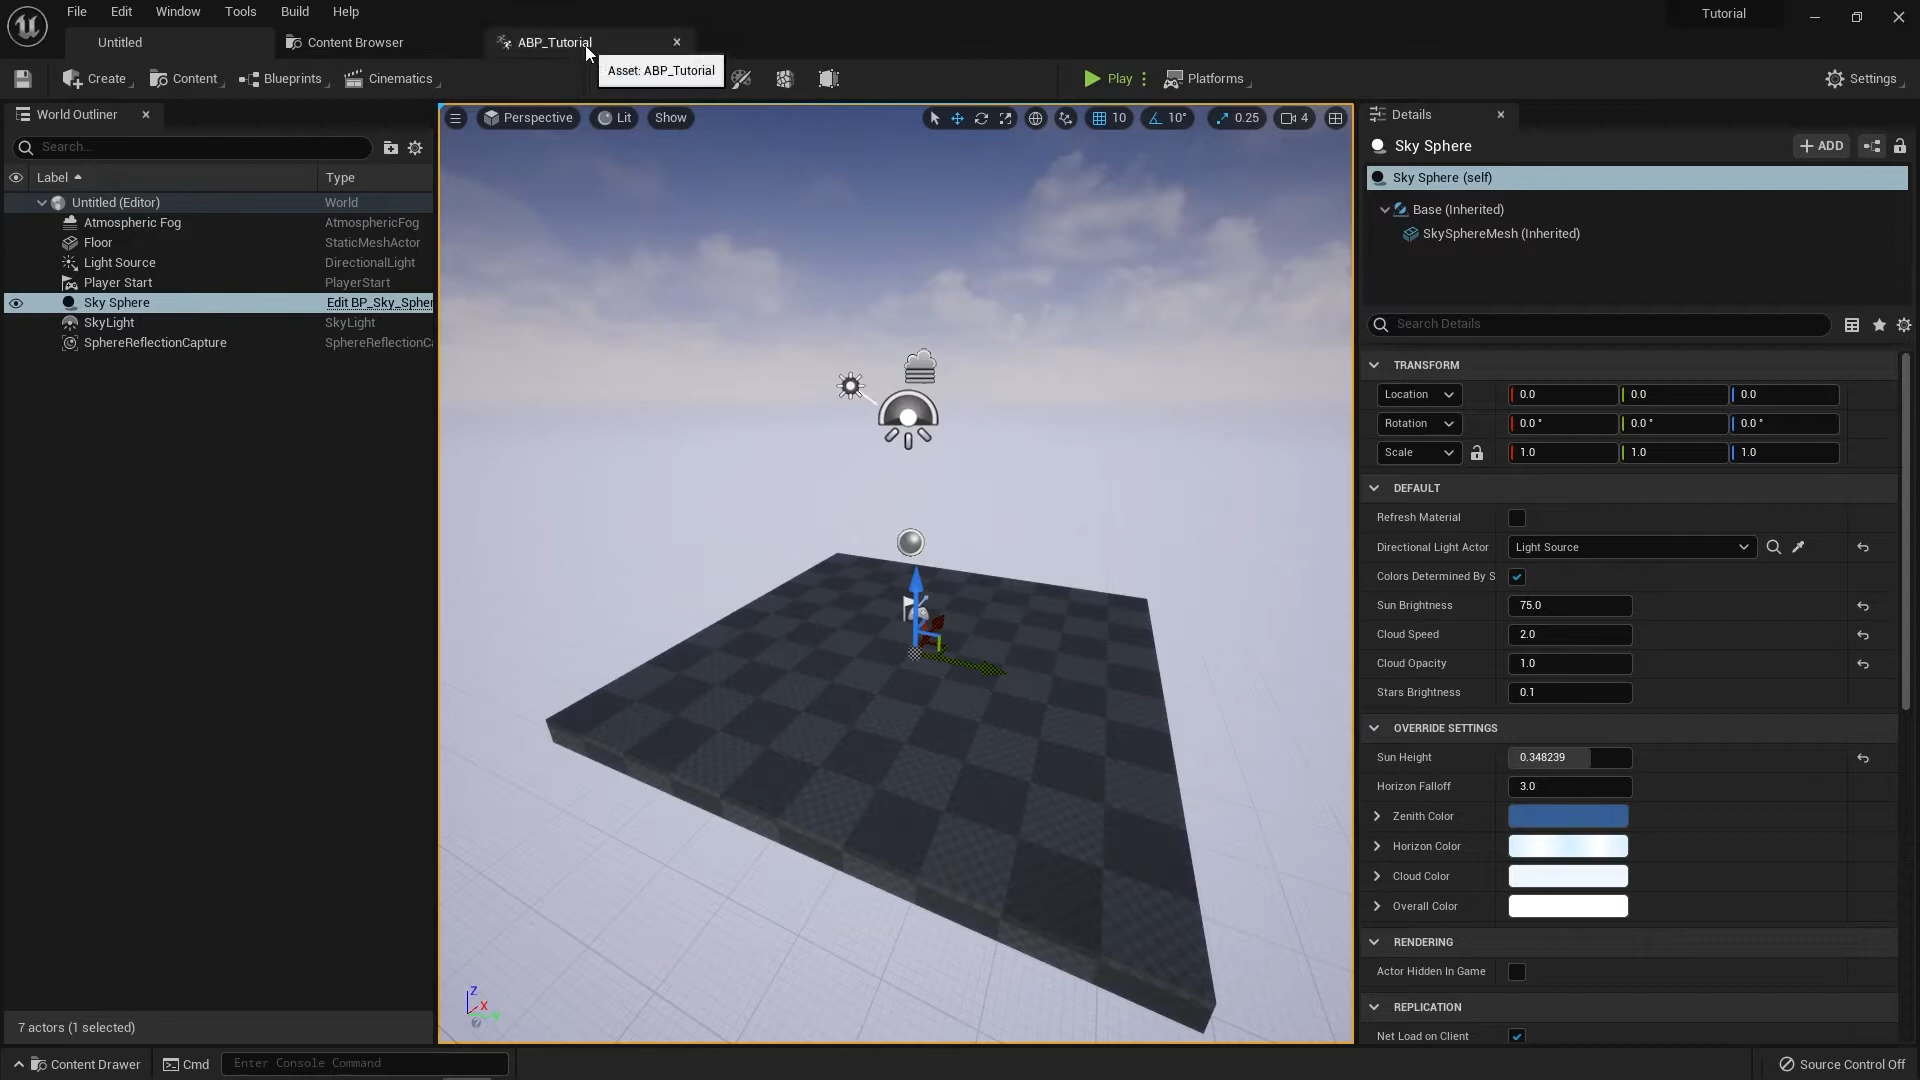 File Edit Window Tools Build Help
Tutorial
Untitled
Content Browser
ABP_Tutorial
Asset: ABP_Tutorial
Create
Content
Blueprints
Cinematics
Play
Platforms
Settings
World Outliner
Search...
Label
Type
Untitled (Editor) World
Atmospheric Fog AtmosphericFog
Floor StaticMeshActor
Light Source DirectionalLight
Player Start PlayerStart
Sky Sphere Edit BP_Sky_Spher
SkyLight SkyLight
SphereReflectionCapture SphereReflectionCa
7 actors (1 selected)
Perspective
Lit
Show
10
10°
0.25
4
Z
X
Details
Sky Sphere
ADD
Sky Sphere (self)
Base (Inherited)
SkySphereMesh (Inherited)
Search Details
TRANSFORM
Location 0.0 0.0 0.0
Rotation 0.0 ° 0.0 ° 0.0 °
Scale 1.0 1.0 1.0
DEFAULT
Refresh Material
Directional Light Actor Light Source
Colors Determined By S
Sun Brightness 75.0
Cloud Speed 2.0
Cloud Opacity 1.0
Stars Brightness 0.1
OVERRIDE SETTINGS
Sun Height 0.348239
Horizon Falloff 3.0
Zenith Color
Horizon Color
Cloud Color
Overall Color
RENDERING
Actor Hidden In Game
REPLICATION
Net Load on Client
Content Drawer
Cmd
Enter Console Command
Source Control Off